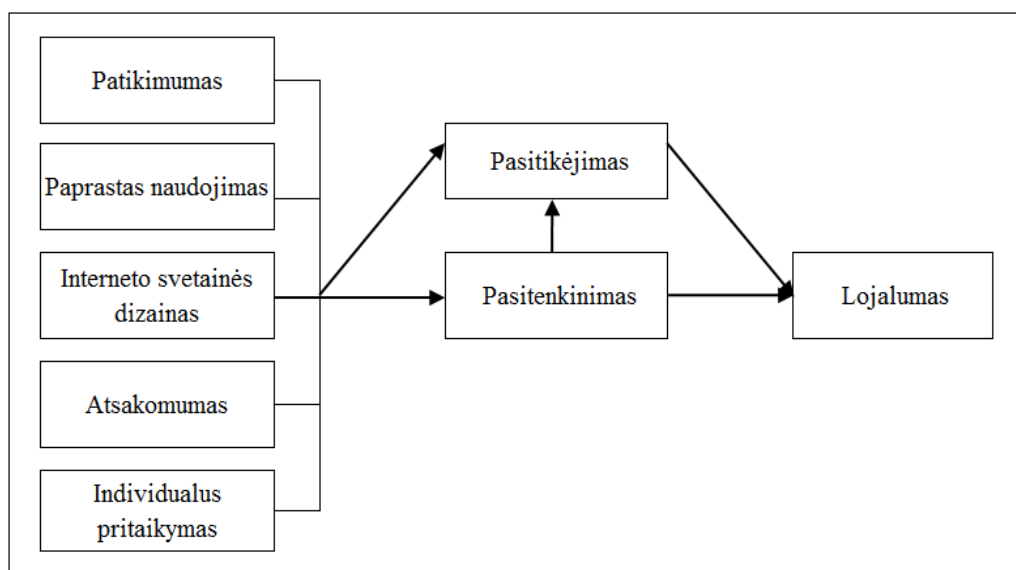 Patikimumas
Paprastas naudojimas
Interneto svetainės
dizainas
Atsakomumas
Individualus
pritaikymas
Pasitikėjimas
Pasitenkinimas
Lojalumas